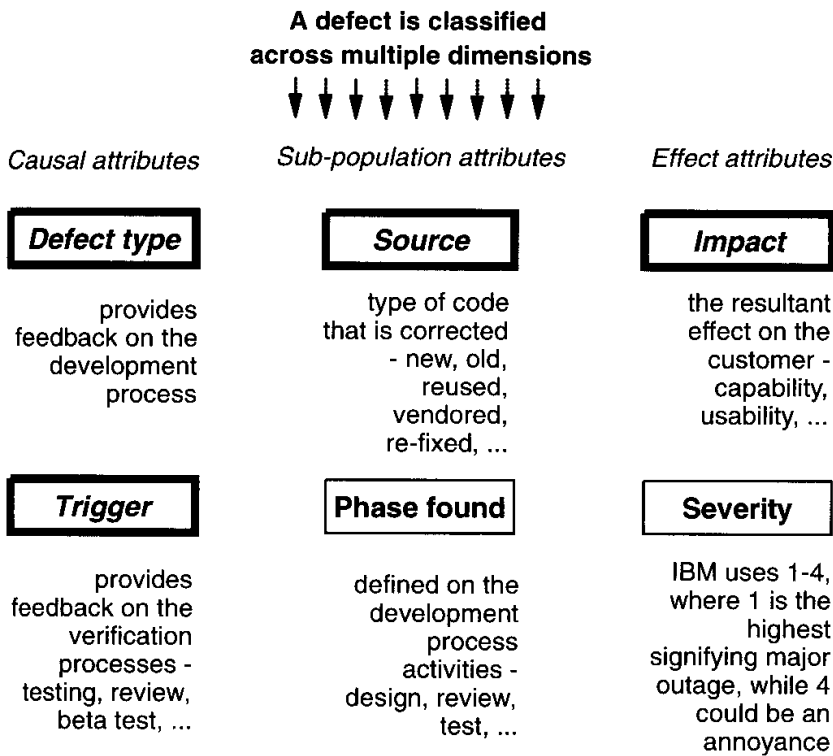 A defect is classified
across multiple dimensions
Causal attributes
Sub-population attributes
Effect attributes
Defect type
Source
Impact
provides
feedback on the
development
process
type of code
that is corrected
- new, old,
reused,
vendored,
re-fixed, ...
the resultant
effect on the
customer -
capability,
usability, ...
Trigger
Phase found
Severity
provides
feedback on the
verification
processes -
testing, review,
beta test, ...
defined on the
development
process
activities -
design, review,
test, ...
IBM uses 1-4,
where 1 is the
highest
signifying major
outage, while 4
could be an
annoyance